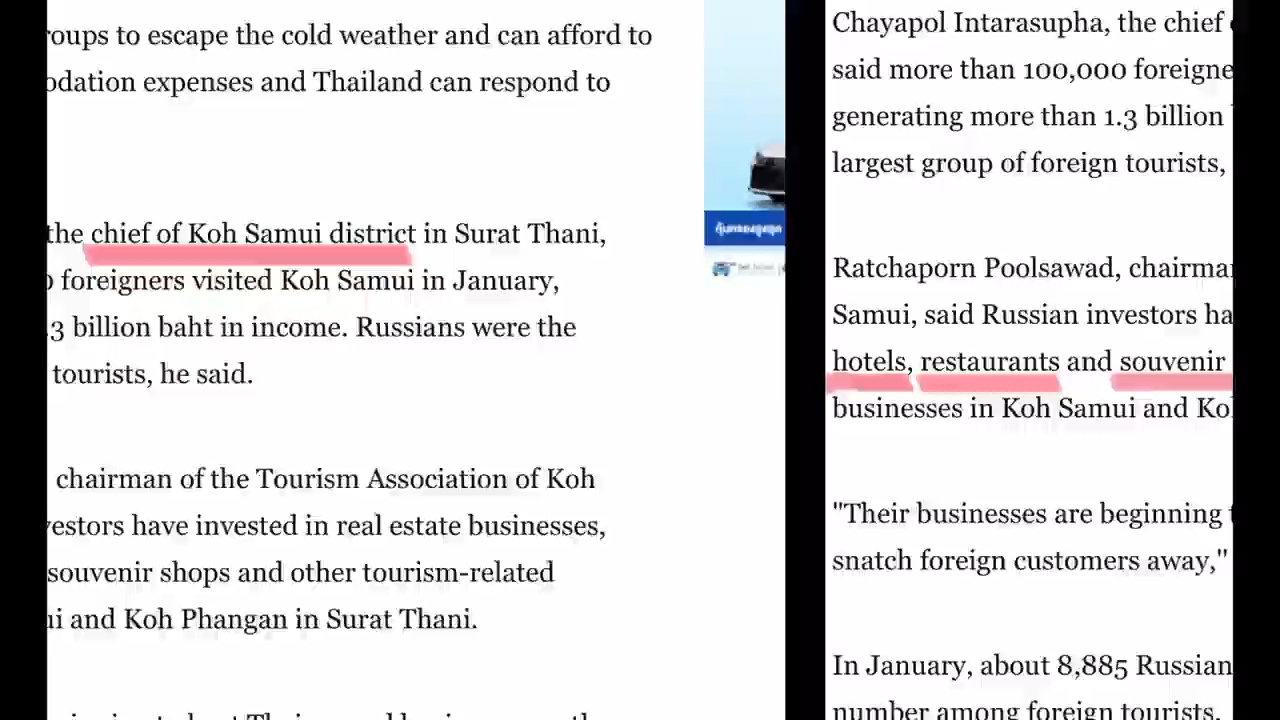 roups to escape the cold weather and can afford to
odation expenses and Thailand can respond to
the chief of Koh Samui district in Surat Thani,
foreigners visited Koh Samui in January,
.3 billion baht in income. Russians were the
tourists, he said.
chairman of the Tourism Association of Koh
vestors have invested in real estate businesses,
souvenir shops and other tourism-related
ui and Koh Phangan in Surat Thani.
Chayapol Intarasupha, the chief
said more than 100,000 foreigne
generating more than 1.3 billion
largest group of foreign tourists,
Ratchaporn Poolsawad, chairma
Samui, said Russian investors ha
hotels, restaurants and souvenir
businesses in Koh Samui and Ko
"Their businesses are beginning
snatch foreign customers away,"
In January, about 8,885 Russian
number among foreign tourists.